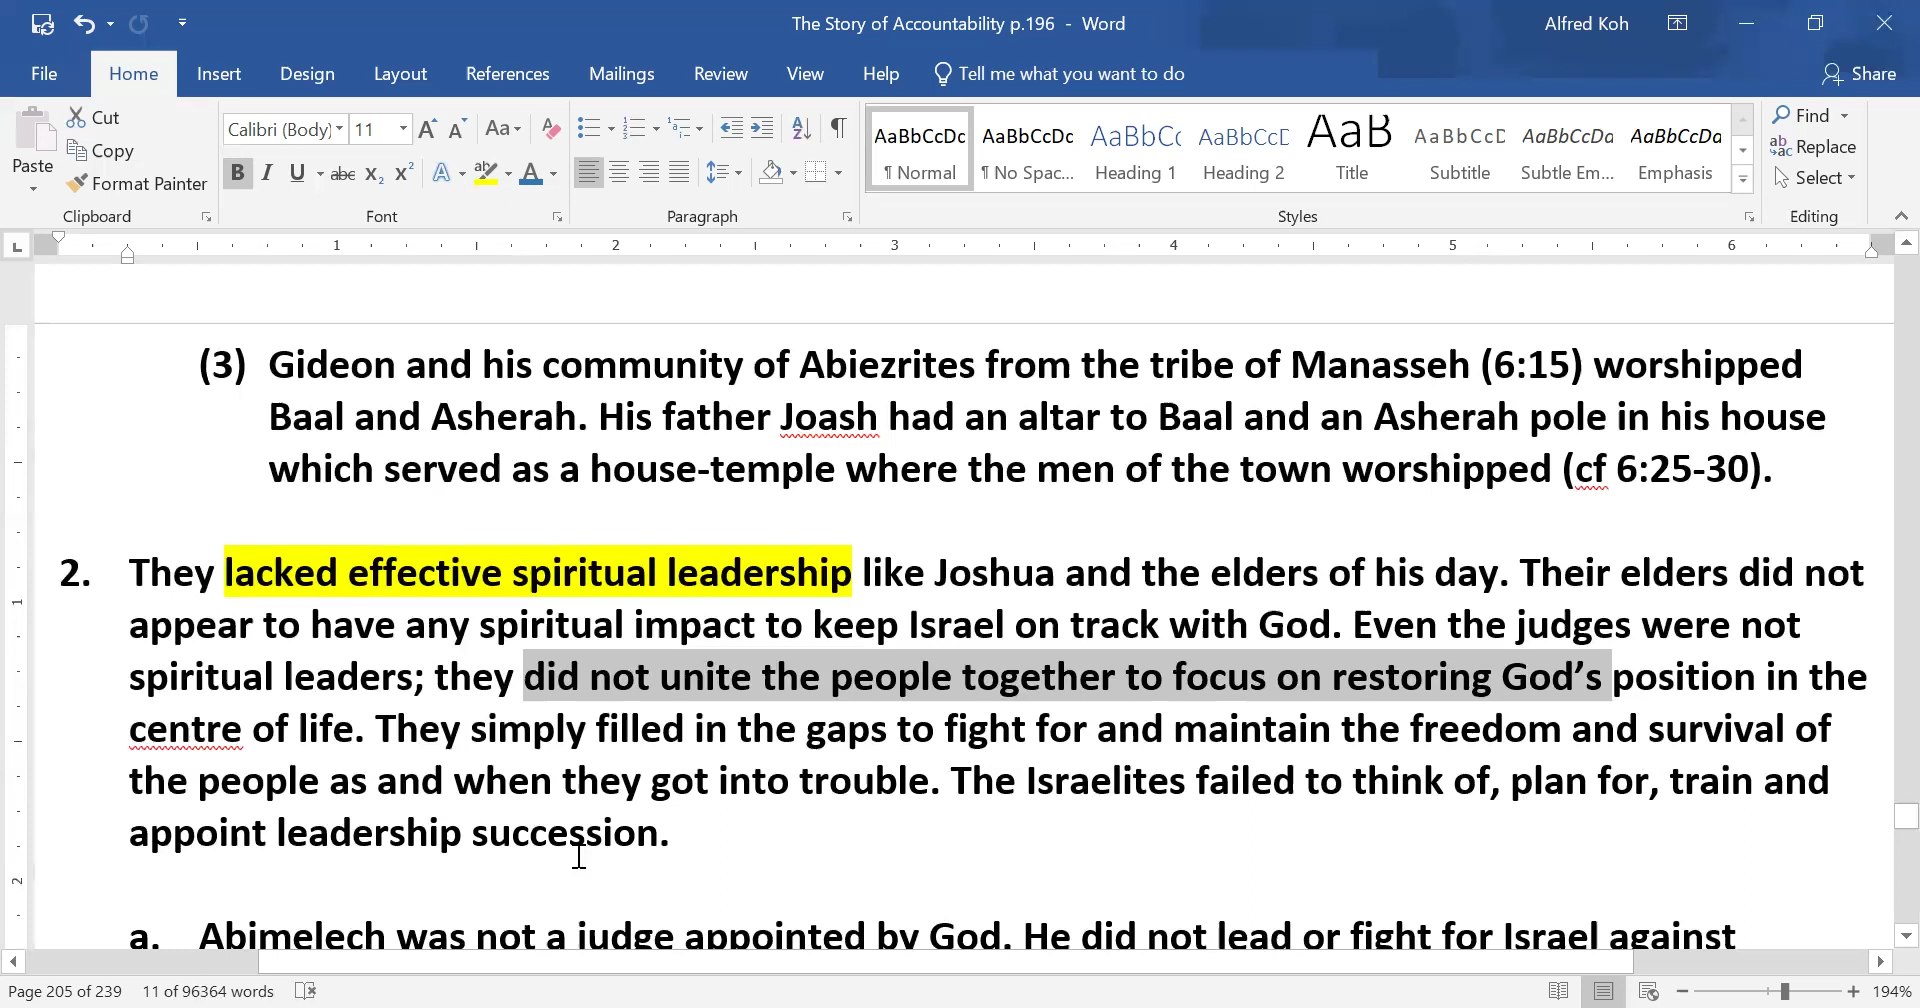 The Story of Accountability p.196 - Word
Alfred Koh
File Home Insert Design Layout References Mailings Review View Help Tell me what you want to do Share
Cut
Copy
Format Painter
Paste
Clipboard
Calibri (Body) 11
Font
Paragraph
AaBbCcDc AaBbCcDc AaBbCc AaBbCcD AaB AaBbCcD AaBbCcDa AaBbCcDa
¶ Normal ¶ No Spac... Heading 1 Heading 2 Title Subtitle Subtle Em... Emphasis
Styles
Find
Replace
Select
Editing
1 2 3 4 5 6
(3) Gideon and his community of Abiezrites from the tribe of Manasseh (6:15) worshipped
Baal and Asherah. His father Joash had an altar to Baal and an Asherah pole in his house
which served as a house-temple where the men of the town worshipped (cf 6:25-30).
2. They lacked effective spiritual leadership like Joshua and the elders of his day. Their elders did not
appear to have any spiritual impact to keep Israel on track with God. Even the judges were not
spiritual leaders; they did not unite the people together to focus on restoring God’s position in the
centre of life. They simply filled in the gaps to fight for and maintain the freedom and survival of
the people as and when they got into trouble. The Israelites failed to think of, plan for, train and
appoint leadership succession.
a. Abimelech was not a judge appointed by God. He did not lead or fight for Israel against
Page 205 of 239 11 of 96364 words
194%